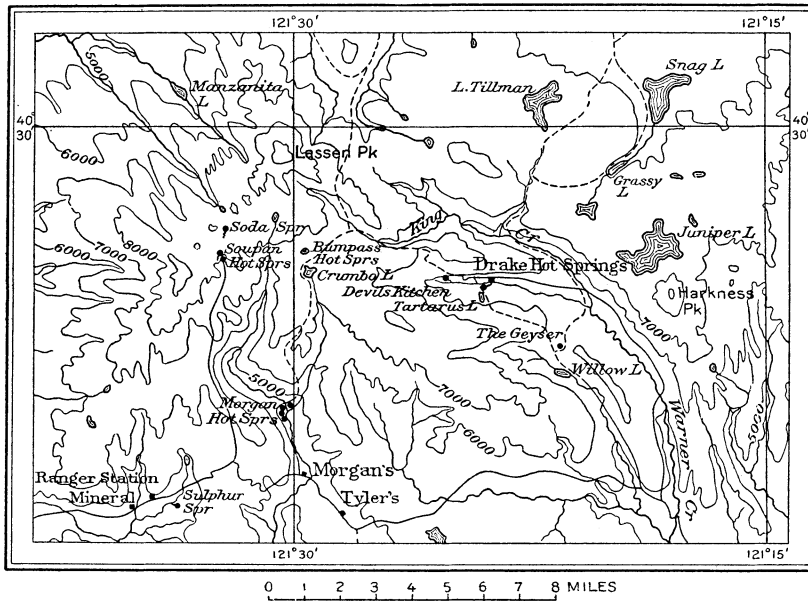 121°30'
121°15'
5000
Manzanita
L
L. Tillman
Snag L
40°
30'
40°
30'
6000
Lassen Pk
Grassy
L
King
Cr
Juniper L
Soda Spr
8000
7000
6000
Soupan
Hot Sprs
Bumpass
Hot Sprs
Crumbo L
Drake Hot Springs
Devils Kitchen
Tartarus L
Harkness
Pk
7000
The Geyser
Willow L
5000
7000
Morgan
Hot Sprs
6000
Warner
Cr
Morgan's
Ranger Station
Mineral
Sulphur
Spr
Tyler's
121°30'
121°15'
0 1 2 3 4 5 6 7 8 MILES